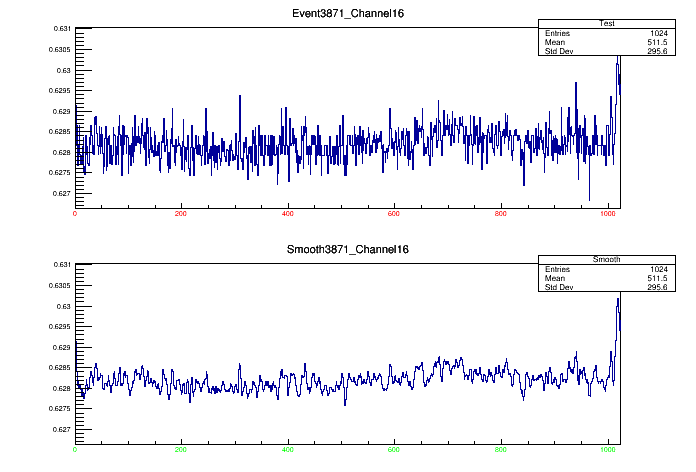 Event3871_Channel16
Test
Entries 1024
Mean 511.5
Std Dev 295.6
0.631
0.6305
0.63
0.6295
0.629
0.6285
0.628
0.6275
0.627
0 200 400 600 800 1000
Smooth3871_Channel16
Smooth
Entries 1024
Mean 511.5
Std Dev 295.6
0.631
0.6305
0.63
0.6295
0.629
0.6285
0.628
0.6275
0.627
0 200 400 600 800 1000